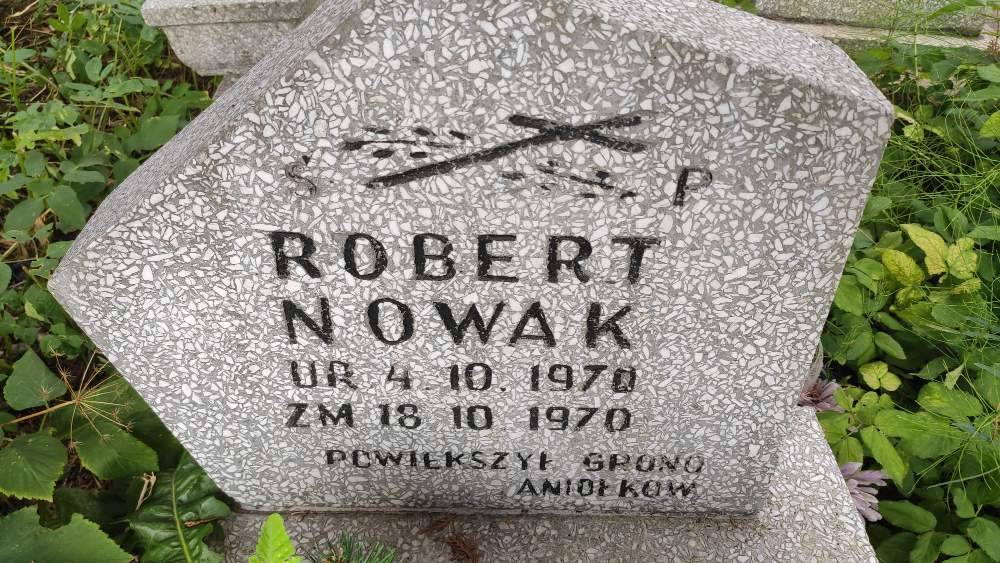 Ś. P
ROBERT
NOWAK
UR 4. 10. 1970
ZM 18 10 1970
POWIĘKSZYŁ GRONO
ANIOŁKÓW